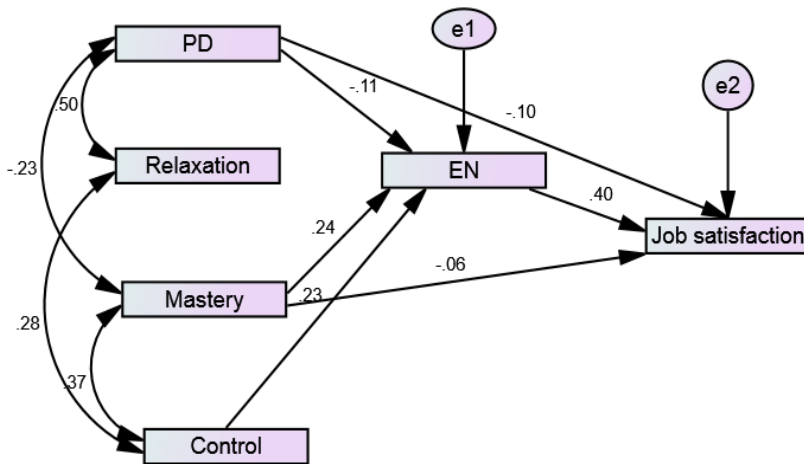 PD
e1
e2
.50
-.11
-.10
Relaxation
EN
-.23
.40
.24
Job satisfaction
-.06
Mastery
.23
.28
.37
Control